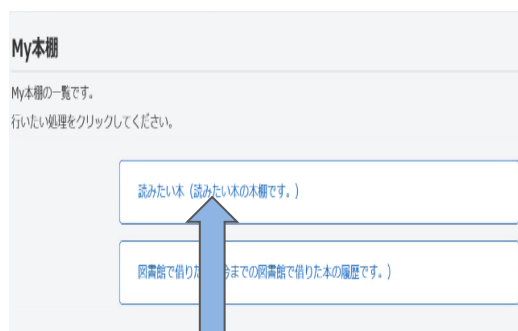 My本棚
My本棚の一覧です。
行いたい処理をクリックしてください。
読みたい本（読みたい本の本棚です。）
図書館で借りた 今までの図書館で借りた本の履歴です。）